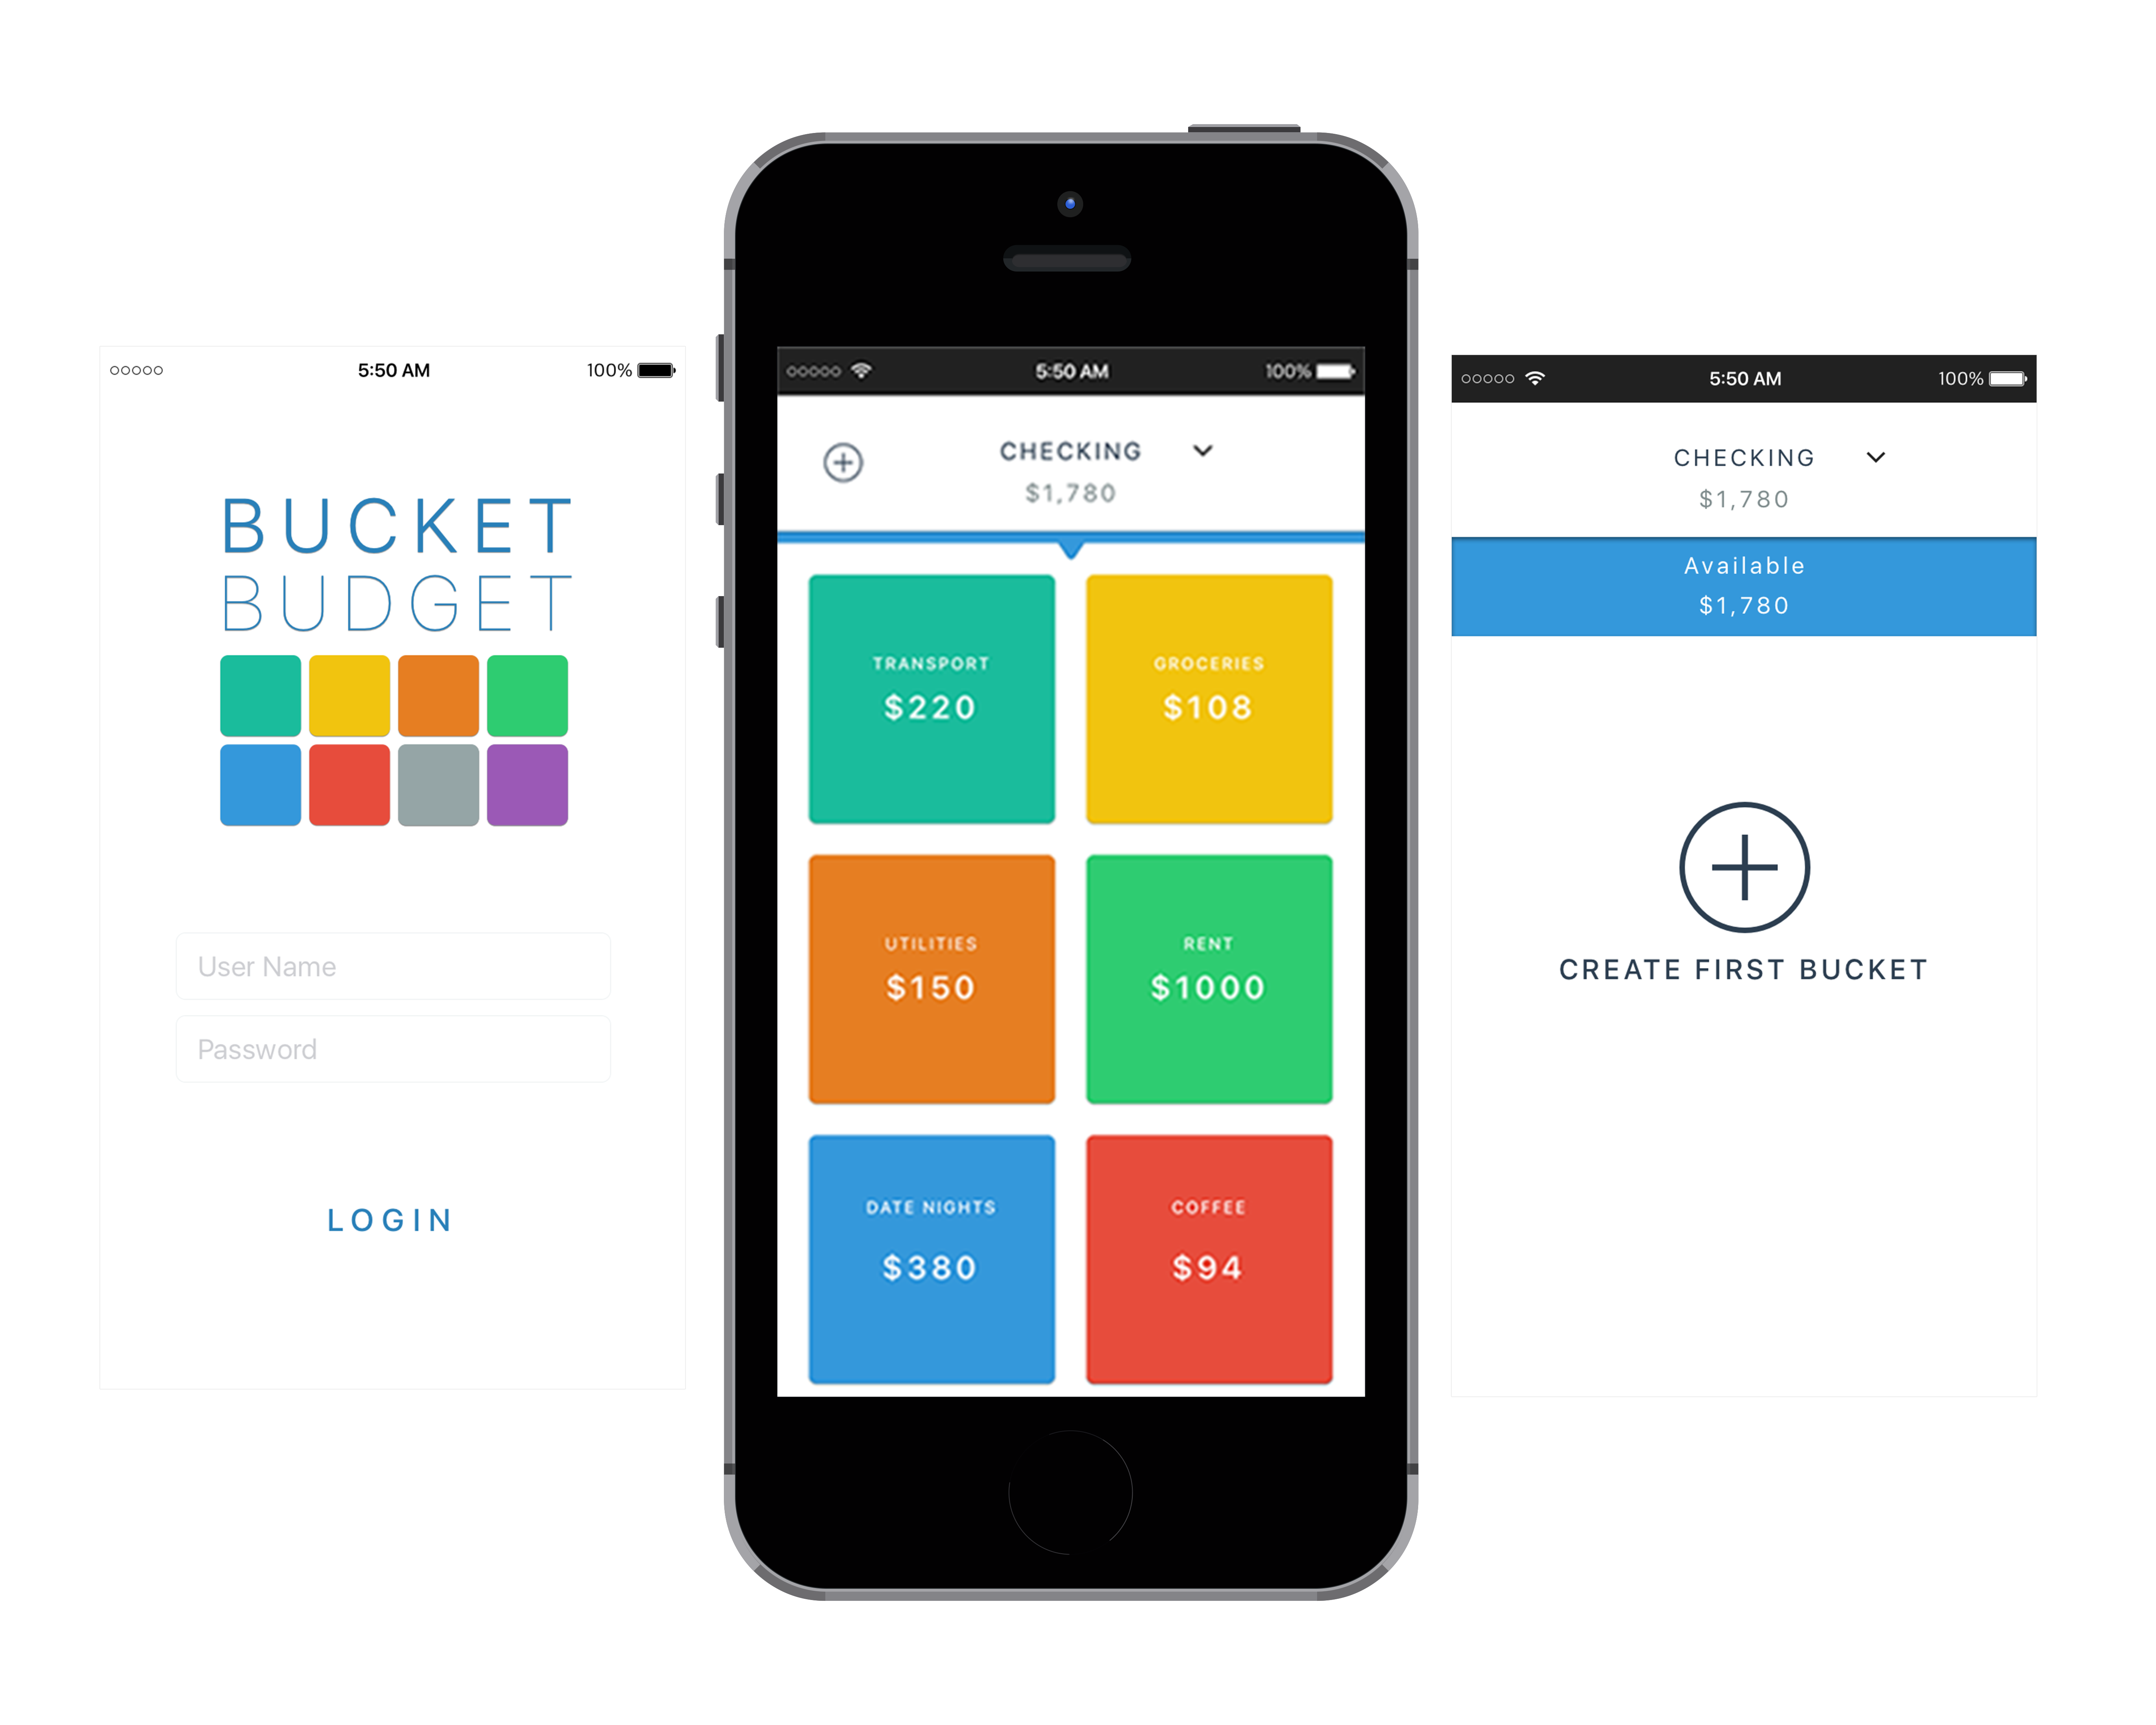 5:50 AM
100%
BUCKET
BUDGET
User Name
Password
LOGIN
5:50 AM
100%
CHECKING
$1,780
TRANSPORT
$220
GROCERIES
$108
UTILITIES
$150
RENT
$1000
DATE NIGHTS
$380
COFFEE
$94
5:50 AM
100%
CHECKING
$1,780
Available
$1,780
CREATE FIRST BUCKET